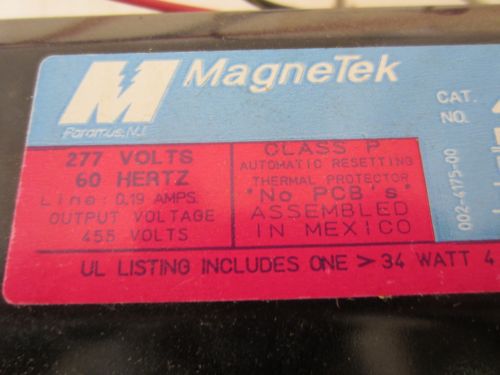 MagneTek
Paramus, N.J.
CAT.
NO.
002-4175-00
277 VOLTS
60 HERTZ
Line: 0.19 AMPS.
OUTPUT VOLTAGE
455 VOLTS
CLASS P
AUTOMATIC RESETTING
THERMAL PROTECTOR
"No PCB's"
ASSEMBLED
IN MEXICO
UL LISTING INCLUDES ONE > 34 WATT 4